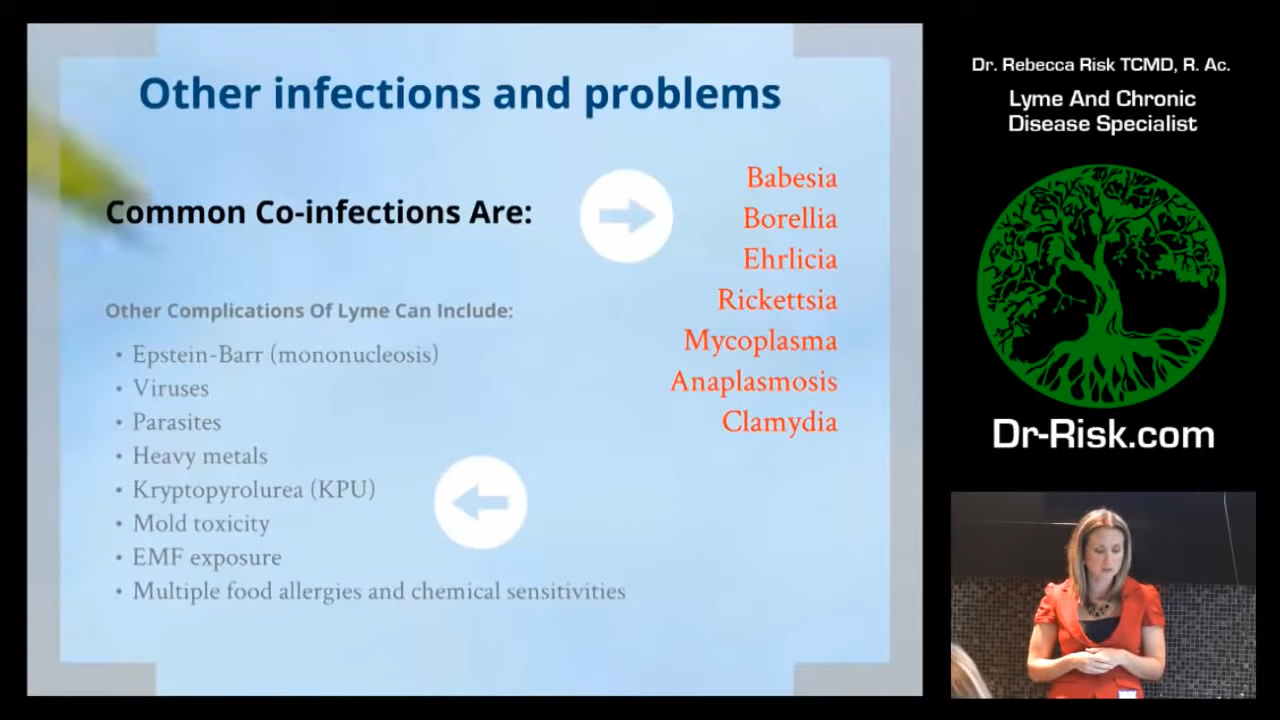 Other infections and problems
Common Co-infections Are:
Babesia
Borellia
Ehrlicia
Rickettsia
Mycoplasma
Anaplasmosis
Clamydia
Other Complications Of Lyme Can Include:
• Epstein-Barr (mononucleosis)
• Viruses
• Parasites
• Heavy metals
• Kryptopyrolurea (KPU)
• Mold toxicity
• EMF exposure
• Multiple food allergies and chemical sensitivities
Dr. Rebecca Risk TCMD, R. Ac.
Lyme And Chronic
Disease Specialist
Dr-Risk.com